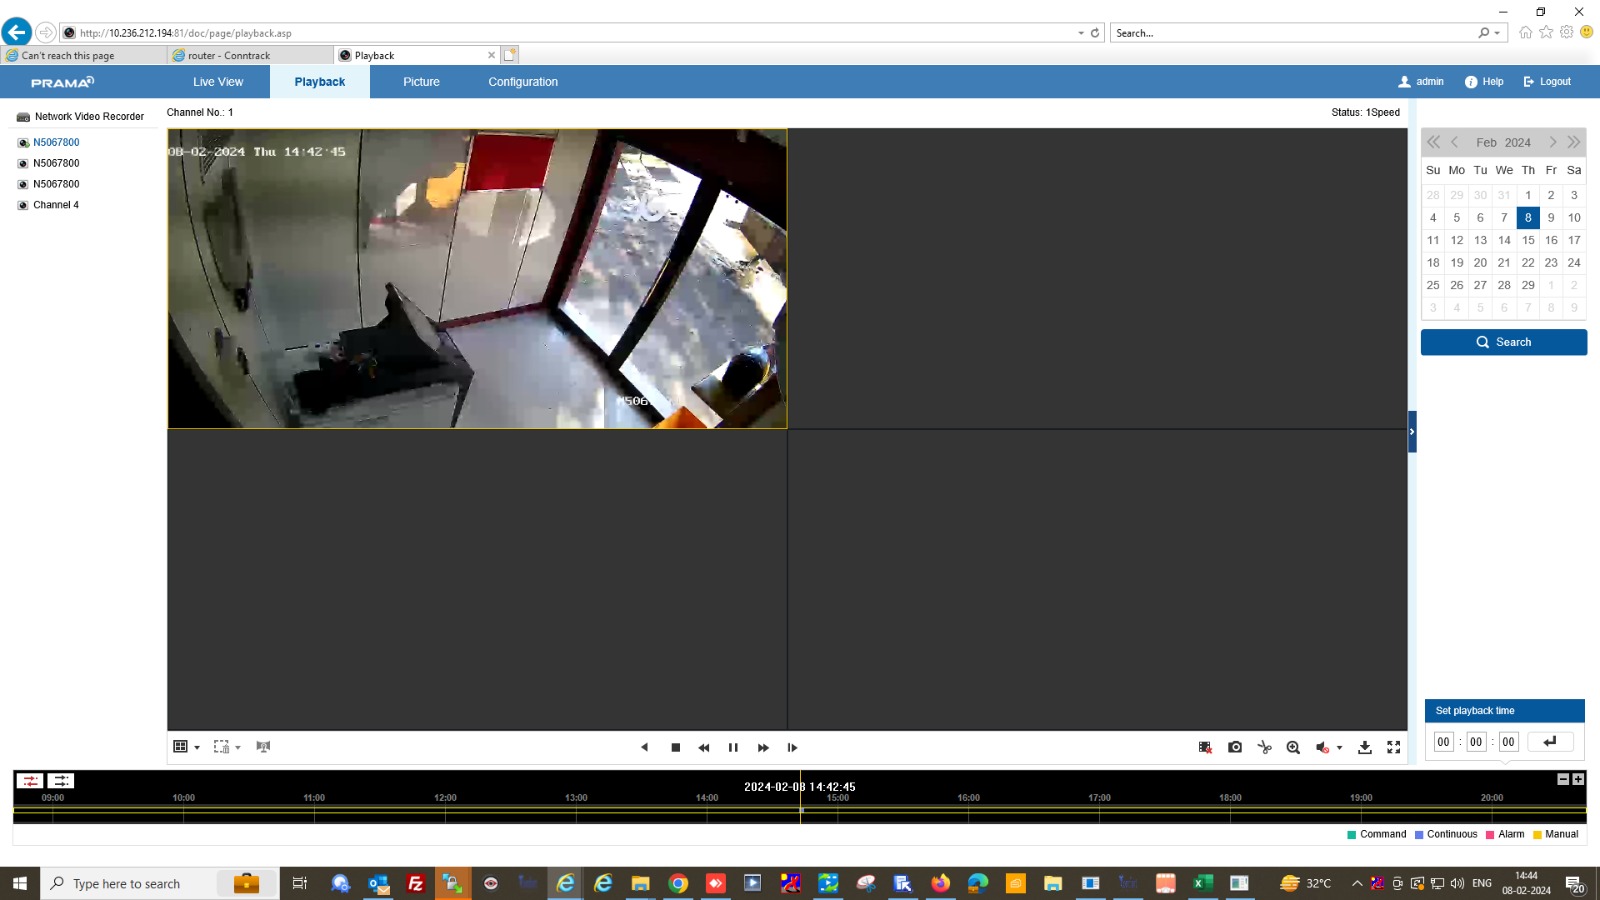 http://10.236.212.194:81/doc/page/playback.asp
Search...
Can't reach this page
router - Conntrack
Playback
PRAMA
Live View
Playback
Picture
Configuration
admin
Help
Logout
Network Video Recorder
N5067800
N5067800
N5067800
Channel 4
Channel No.: 1
Status: 1Speed
08-02-2024 Thu 14:42:45
N506
Feb 2024
Su Mo Tu We Th Fr Sa
28 29 30 31 1 2 3
4 5 6 7 8 9 10
11 12 13 14 15 16 17
18 19 20 21 22 23 24
25 26 27 28 29 1 2
3 4 5 6 7 8 9
Search
Set playback time
00 : 00 : 00
2024-02-08 14:42:45
09:00 10:00 11:00 12:00 13:00 14:00 15:00 16:00 17:00 18:00 19:00 20:00
Command Continuous Alarm Manual
Type here to search
32°C
ENG
14:44
08-02-2024
20